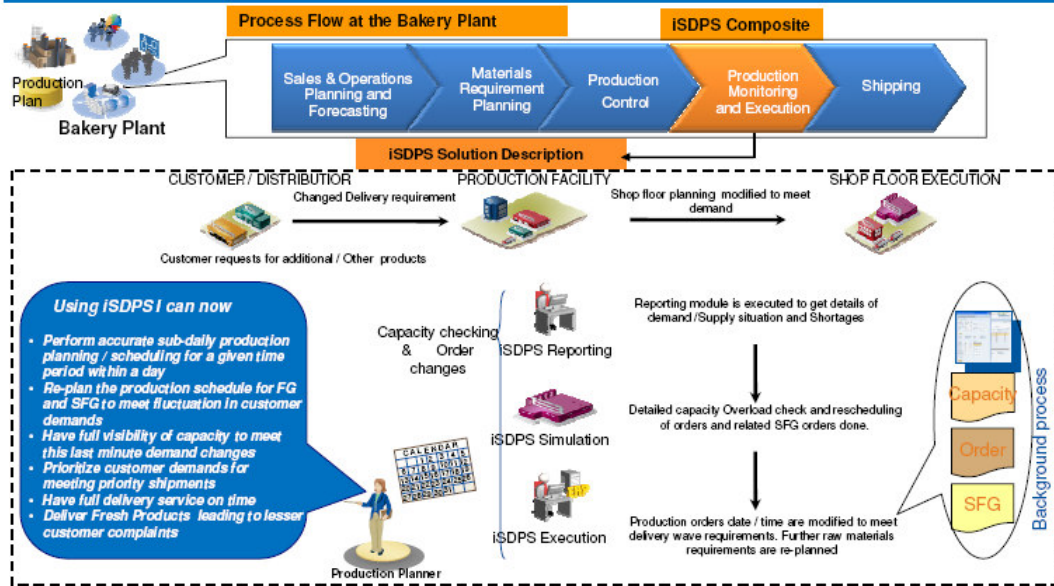 Process Flow at the Bakery Plant
iSDPS Composite
Production
Plan
Bakery Plant
Sales & Operations
Planning and
Forecasting
Materials
Requirement
Planning
Production
Control
Production
Monitoring
and Execution
Shipping
iSDPS Solution Description
CUSTOMER / DISTRIBUTIOR
PRODUCTION FACILITY
SHOP FLOOR EXECUTION
Changed Delivery requirement
Shop floor planning modified to meet
demand
Customer requests for additional / Other products
Using iSDPS I can now
• Perform accurate sub-daily production
planning / scheduling for a given time
period within a day
• Re-plan the production schedule for FG
and SFG to meet fluctuation in customer
demands
• Have full visibility of capacity to meet
this last minute demand changes
• Prioritize customer demands for
meeting priority shipments
• Have full delivery service on time
• Deliver Fresh Products leading to lesser
customer complaints
CALENDAR
Production Planner
Capacity checking
& Order
changes
iSDPS Reporting
iSDPS Simulation
iSDPS Execution
Reporting module is executed to get details of
demand /Supply situation and Shortages
Detailed capacity Overload check and rescheduling
of orders and related SFG orders done.
Production orders date / time are modified to meet
delivery wave requirements. Further raw materials
requirements are re-planned
Capacity
Order
SFG
Background process